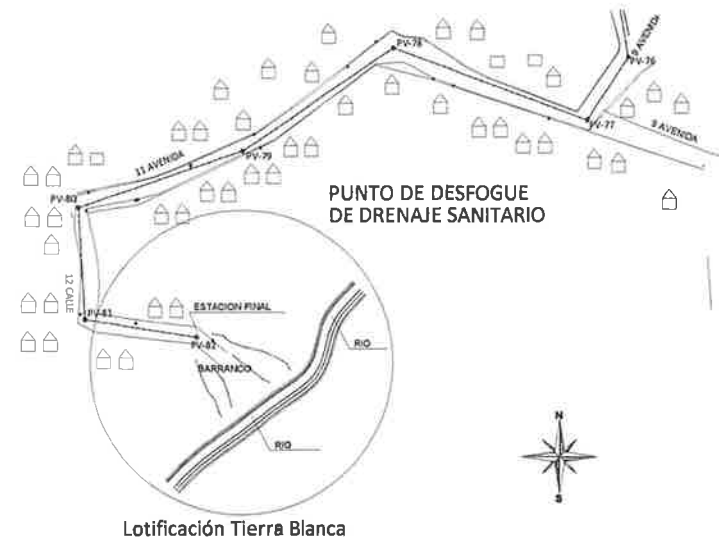 PV-78
9 AVENIDA
PV-76
PV-77
9 AVENIDA
11 AVENIDA
PV-79
PV-80
PUNTO DE DESFOGUE
DE DRENAJE SANITARIO
12 CALLE
PV-81
ESTACION FINAL
PV-82
RIO
BARRANCO
RIO
N
S
Lotificación Tierra Blanca